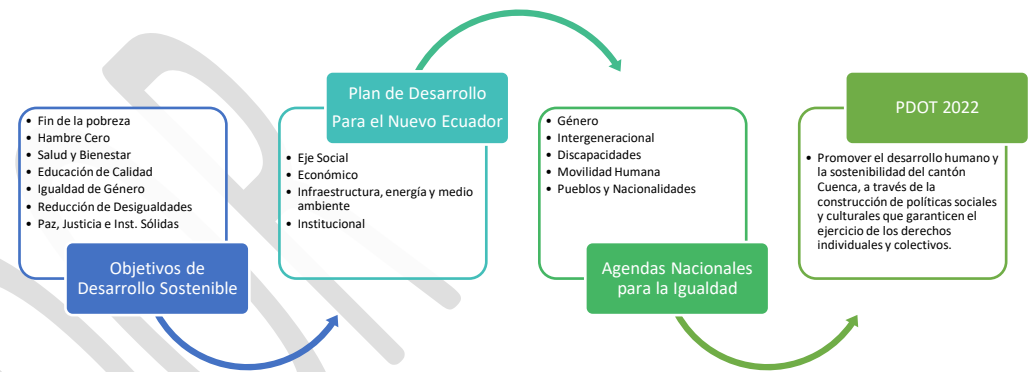 • Fin de la pobreza
• Hambre Cero
• Salud y Bienestar
• Educación de Calidad
• Igualdad de Género
• Reducción de Desigualdades
• Paz, Justicia e Inst. Sólidas
Objetivos de
Desarrollo Sostenible
Plan de Desarrollo
Para el Nuevo Ecuador
• Eje Social
• Económico
• Infraestructura, energía y medio
ambiente
• Institucional
• Género
• Intergeneracional
• Discapacidades
• Movilidad Humana
• Pueblos y Nacionalidades
Agendas Nacionales
para la Igualdad
PDOT 2022
• Promover el desarrollo humano y
la sostenibilidad del cantón
Cuenca, a través de la
construcción de políticas sociales
y culturales que garanticen el
ejercicio de los derechos
individuales y colectivos.